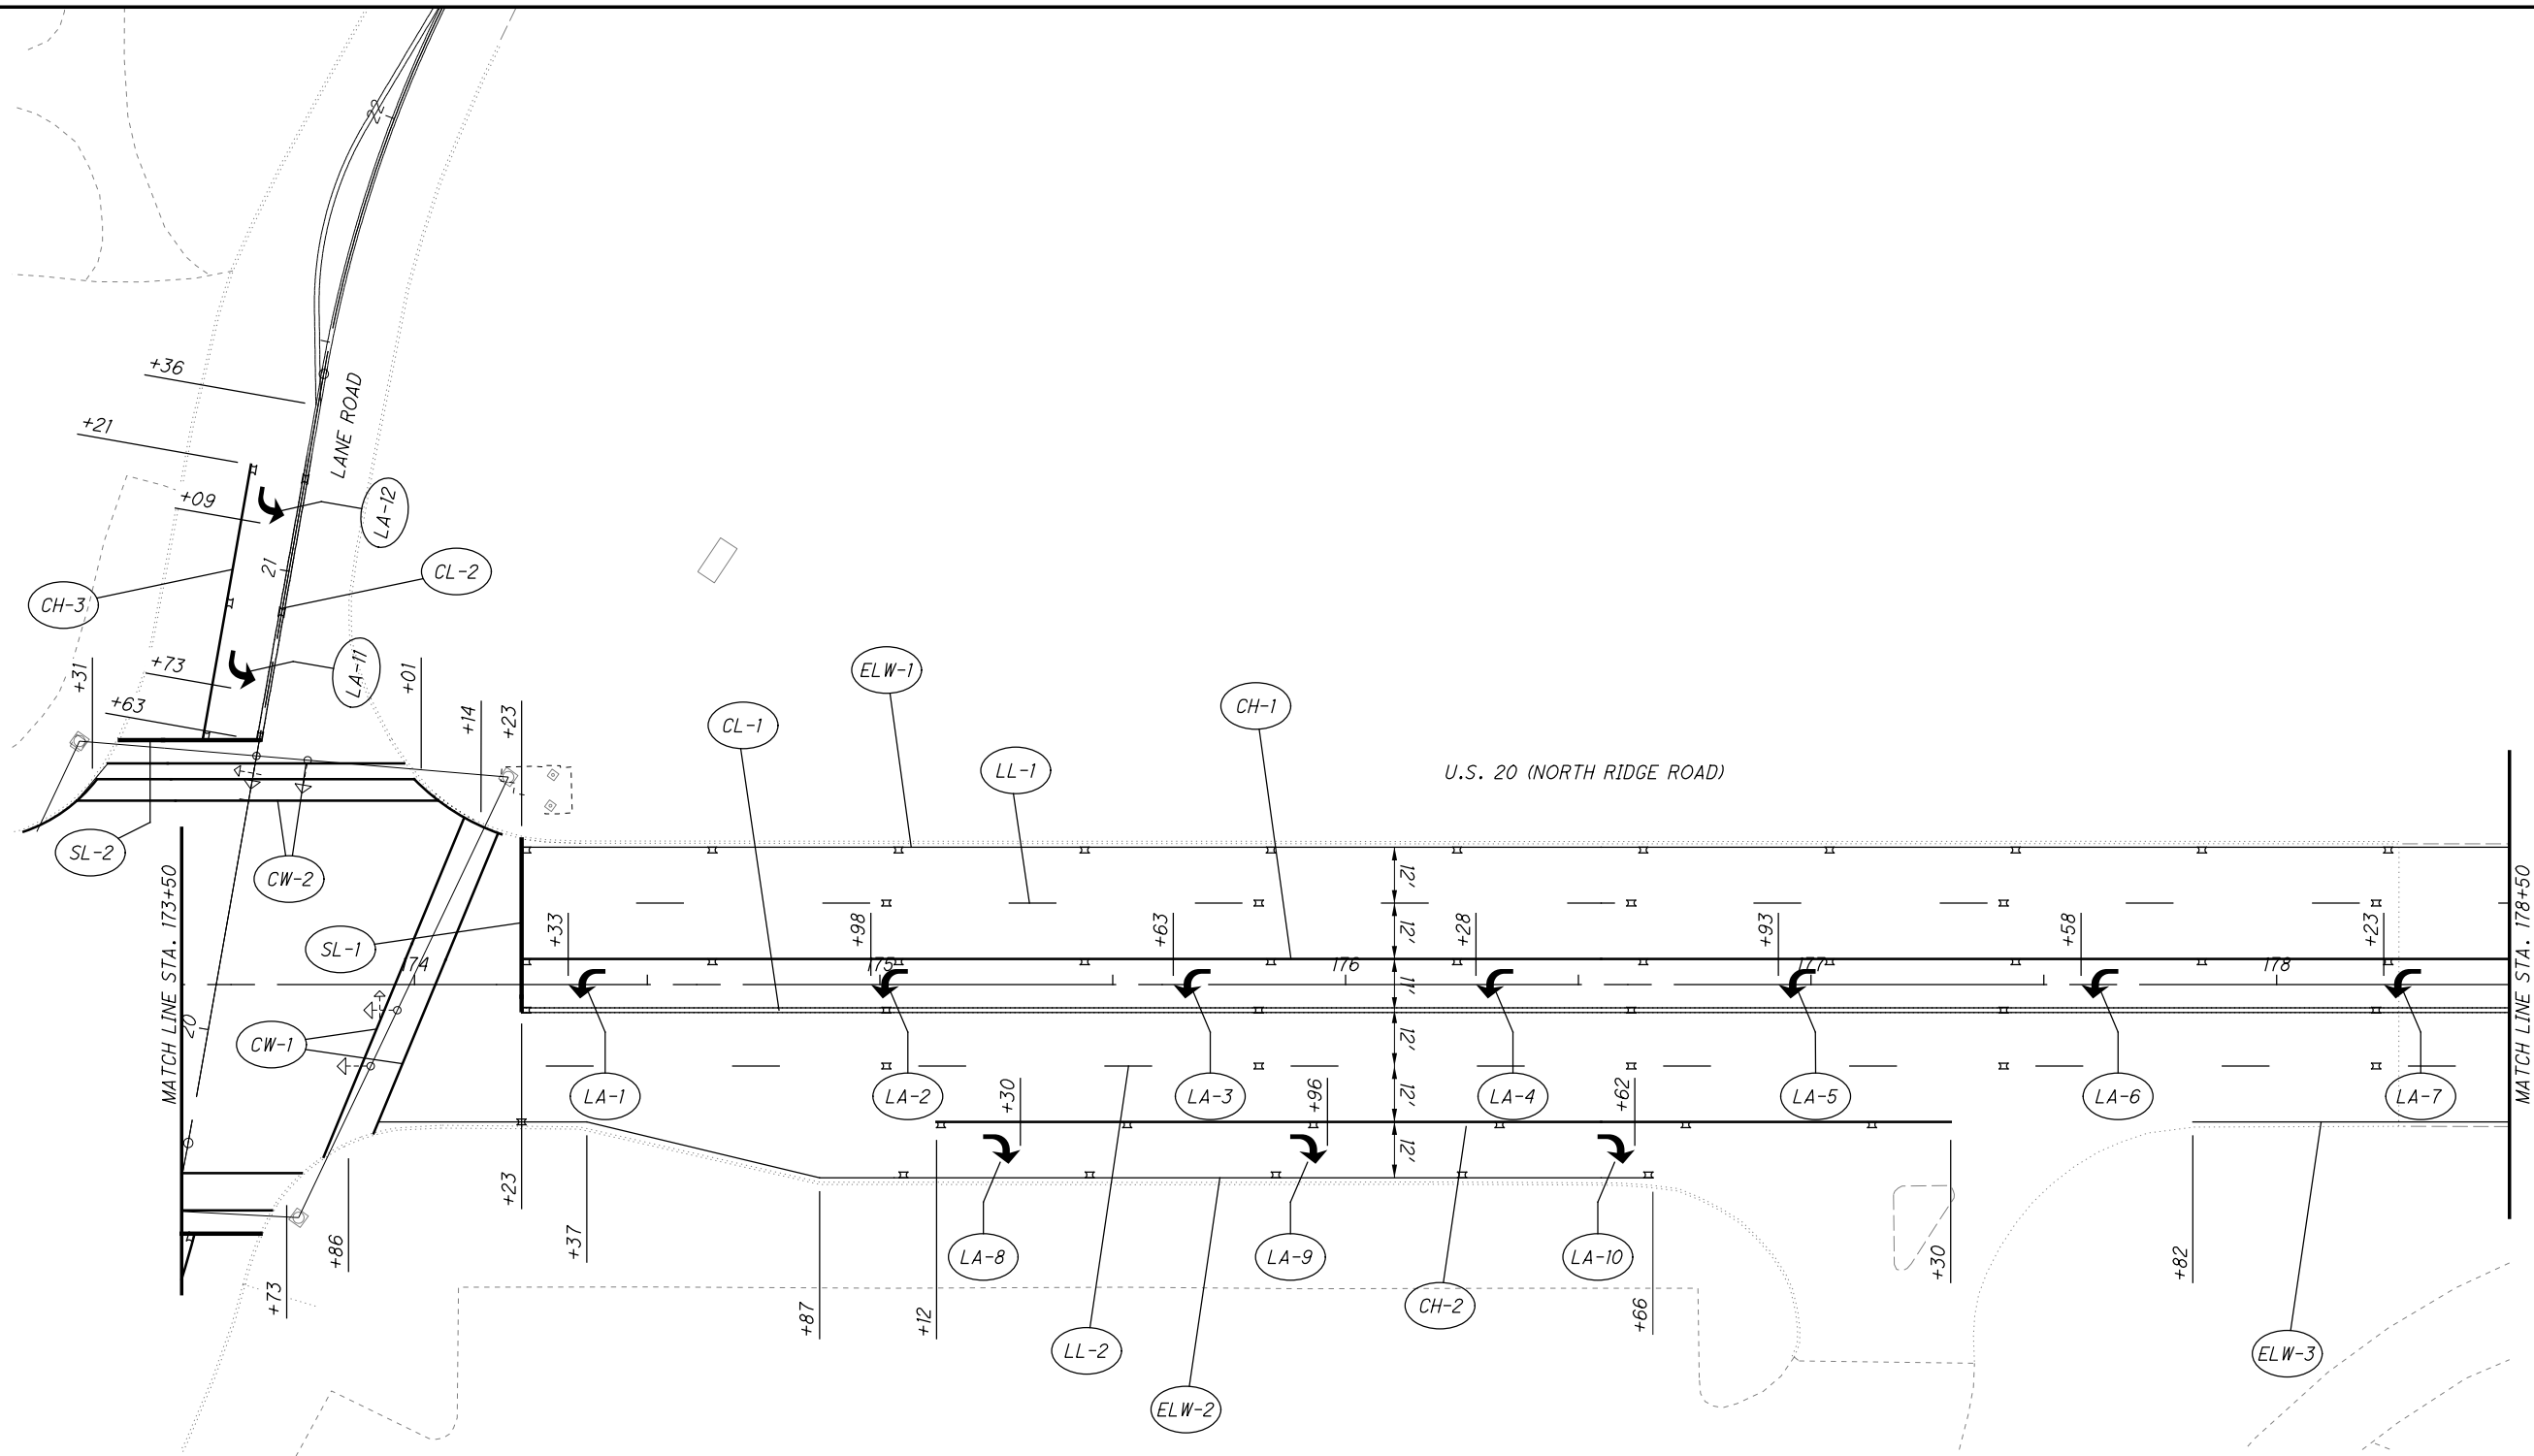 22
+36
LANE ROAD
+21
+09
LA-12
21
CL-2
CH-3
LA-11
+31
+73
+01
+63
+14
+23
ELW-1
CL-1
CH-1
LL-1
U.S. 20 (NORTH RIDGE ROAD)
SL-2
CW-2
MATCH LINE STA. 173+50
MATCH LINE STA. 178+50
12'
SL-1
+33
+98
+63
12'
+28
+93
+58
+23
174
175
176
177
178
11'
20
CW-1
12'
LA-1
LA-2
LA-3
LA-4
LA-5
LA-6
LA-7
+30
+96
12'
+62
12'
+23
+86
+37
LA-8
LA-9
LA-10
+30
+82
+73
+87
+12
CH-2
+66
LL-2
ELW-3
ELW-2